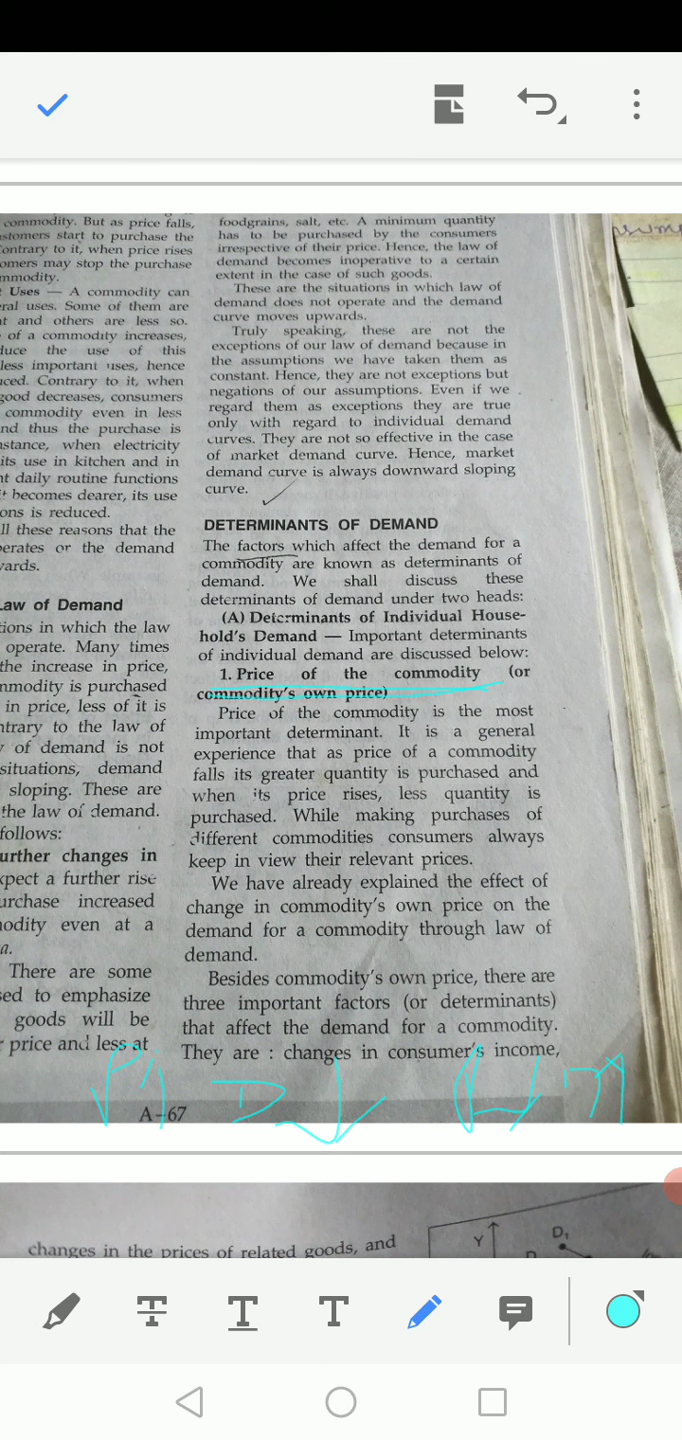 commodity. But as price falls,
stomers start to purchase the
ontrary to it, when price rises
omers may stop the purchase
mmodity.
Uses — A commodity can
eral uses. Some of them are
t and others are less so.
of a commodity increases,
duce the use of this
less important uses, hence
uced. Contrary to it, when
good decreases, consumers
commodity even in less
nd thus the purchase is
nstance, when electricity
its use in kitchen and in
nt daily routine functions
it becomes dearer, its use
ons is reduced.
ll these reasons that the
perates or the demand
vards.
Law of Demand
tions in which the law
operate. Many times
the increase in price,
mmodity is purchased
in price, less of it is
ntrary to the law of
of demand is not
situations, demand
sloping. These are
the law of demand.
follows:
urther changes in
xpect a further rise
urchase increased
nodity even at a
a.
There are some
sed to emphasize
goods will be
r price and less at
foodgrains, salt, etc. A minimum quantity
has to be purchased by the consumers
irrespective of their price. Hence, the law of
demand becomes inoperative to a certain
extent in the case of such goods.
These are the situations in which law of
demand does not operate and the demand
curve moves upwards.
Truly speaking, these are not the
exceptions of our law of demand because in
the assumptions we have taken them as
constant. Hence, they are not exceptions but
negations of our assumptions. Even if we
regard them as exceptions they are true
only with regard to individual demand
curves. They are not so effective in the case
of market demand curve. Hence, market
demand curve is always downward sloping
curve.
DETERMINANTS OF DEMAND
The factors which affect the demand for a
commodity are known as determinants of
demand. We shall discuss these
determinants of demand under two heads:
(A) Determinants of Individual House-
hold's Demand — Important determinants
of individual demand are discussed below:
1. Price of the commodity (or
commodity's own price)
Price of the commodity is the most
important determinant. It is a general
experience that as price of a commodity
falls its greater quantity is purchased and
when its price rises, less quantity is
purchased. While making purchases of
different commodities consumers always
keep in view their relevant prices.
We have already explained the effect of
change in commodity's own price on the
demand for a commodity through law of
demand.
Besides commodity's own price, there are
three important factors (or determinants)
that affect the demand for a commodity.
They are : changes in consumer's income,
A–67
changes in the prices of related goods, and
Y
D1
D
T
T
T